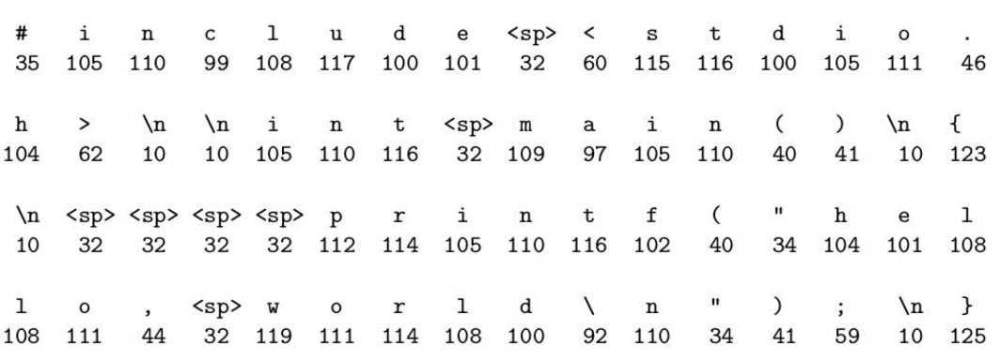 # i n c l u d e <sp> < s t d i o .
35 105 110 99 108 117 100 101 32 60 115 116 100 105 111 46
h > \n \n i n t <sp> m a i n ( ) \n {
104 62 10 10 105 110 116 32 109 97 105 110 40 41 10 123
\n <sp> <sp> <sp> <sp> p r i n t f ( " h e l
10 32 32 32 32 112 114 105 110 116 102 40 34 104 101 108
l o , <sp> w o r l d \ n " ) ; \n }
108 111 44 32 119 111 114 108 100 92 110 34 41 59 10 125